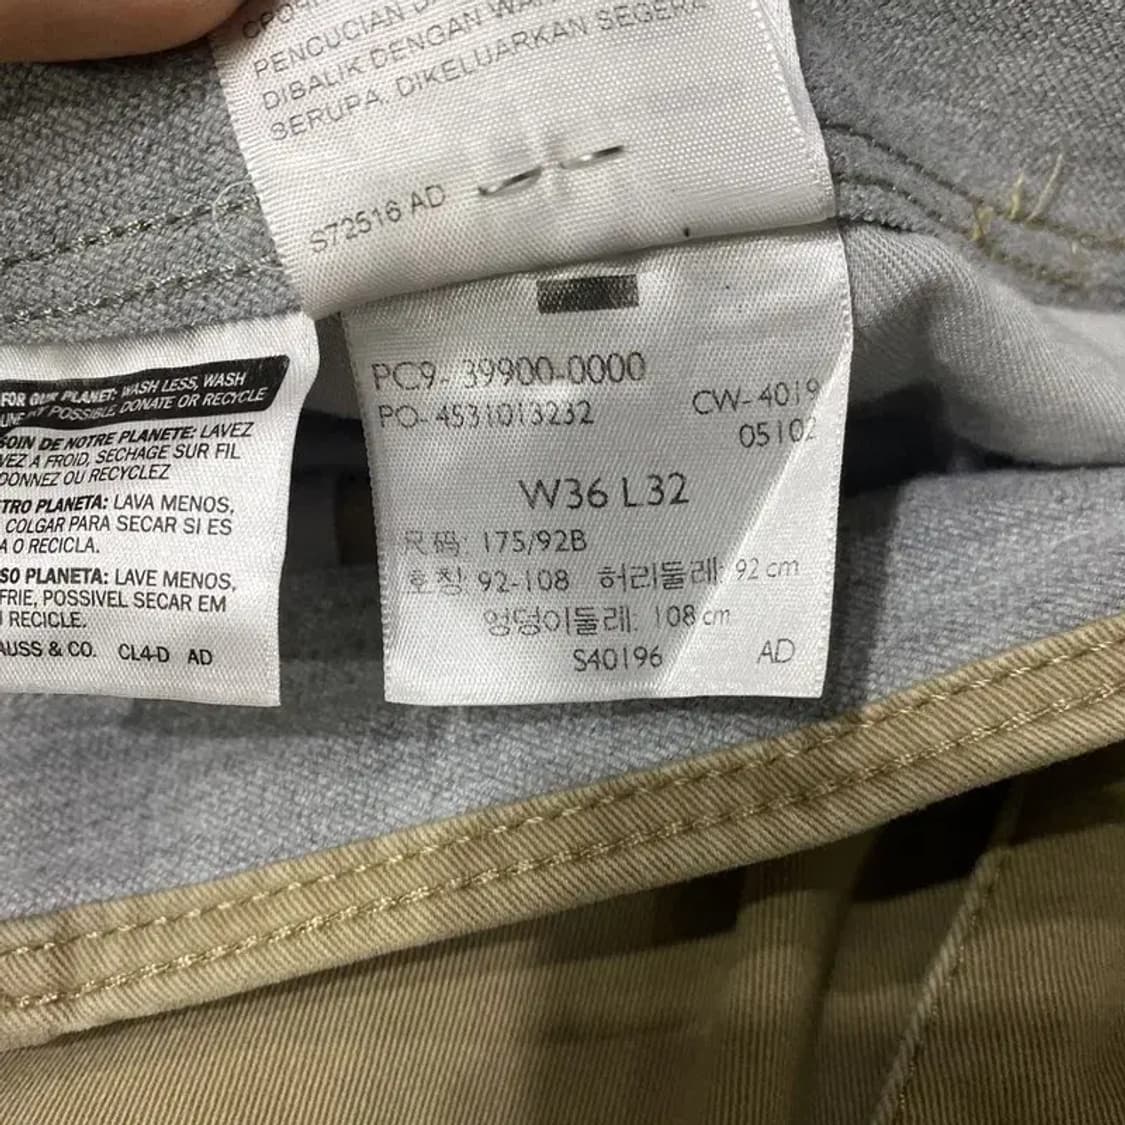 PENCUCIAN
DIBALIK DENGAN
SERUPA. DIKELUARKAN SEGERA
S72516 AD
FOR OUR PLANET: WASH LESS, WASH
POSSIBLE, DONATE OR RECYCLE
SOIN DE NOTRE PLANETE: LAVEZ
VEZ A FROID, SECHAGE SUR FIL
DONNEZ OU RECYCLEZ
TRO PLANETA: LAVA MENOS,
COLGAR PARA SECAR SI ES
A O RECICLA.
SO PLANETA: LAVE MENOS,
FRIE, POSSIVEL SECAR EM
RECICLE.
AUSS & CO. CL4-D AD
PC9- 39900-0000
PO- 4531013232
CW- 4019
05102
W36 L32
尺码: 175/92B
호칭 92-108 허리둘레: 92 cm
엉덩이둘레: 108 cm
S40196 AD